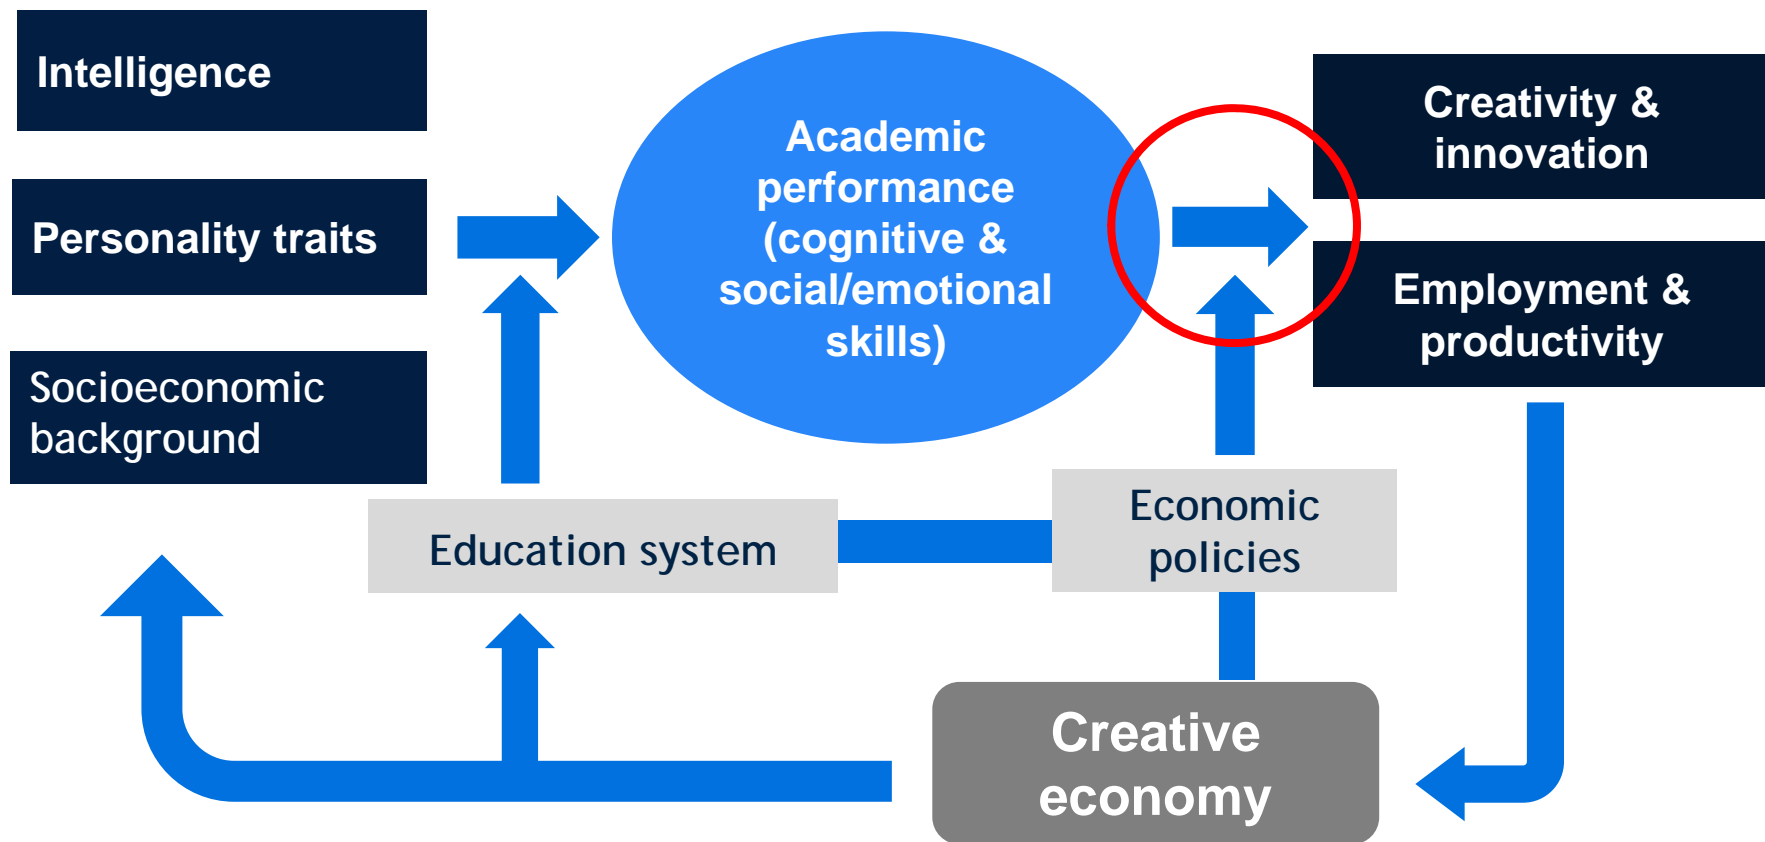 Intelligence
Personality traits
Socioeconomic
background
Academic
performance
(cognitive &
social/emotional
skills)
Creativity &
innovation
Employment &
productivity
Education system
Economic
policies
Creative
economy